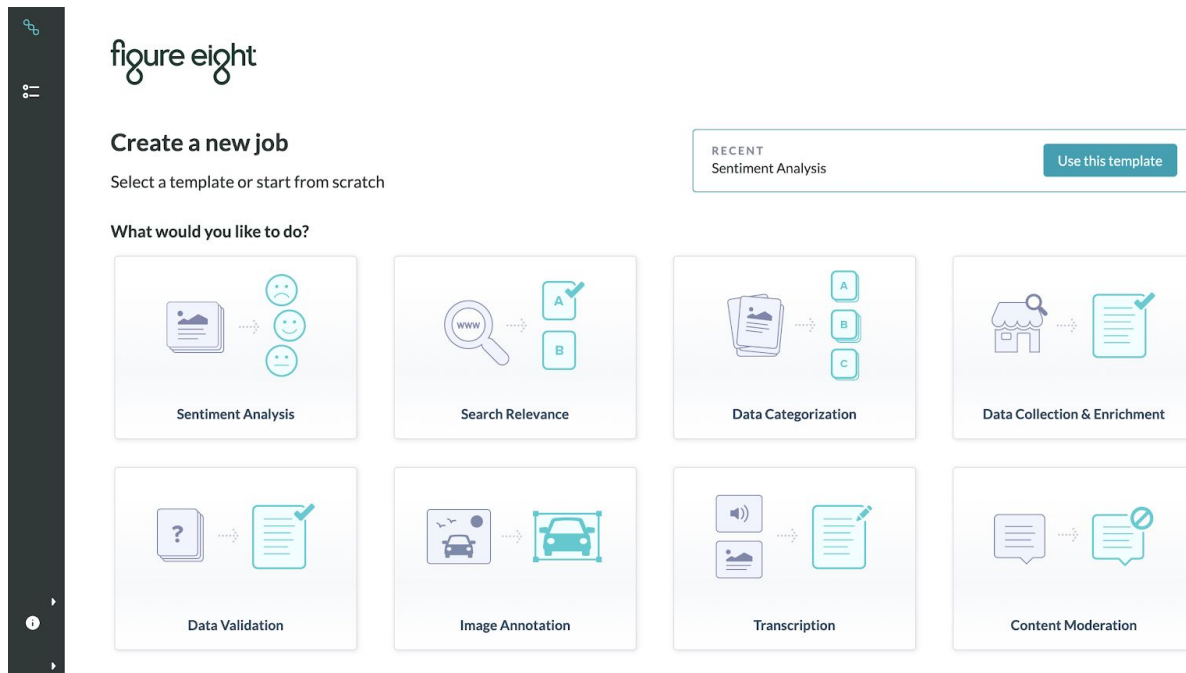 figure eight
Create a new job
Select a template or start from scratch
RECENT
Sentiment Analysis
Use this template
What would you like to do?
Sentiment Analysis
www
A
B
Search Relevance
A
B
C
Data Categorization
Data Collection & Enrichment
?
Data Validation
Image Annotation
Transcription
Content Moderation